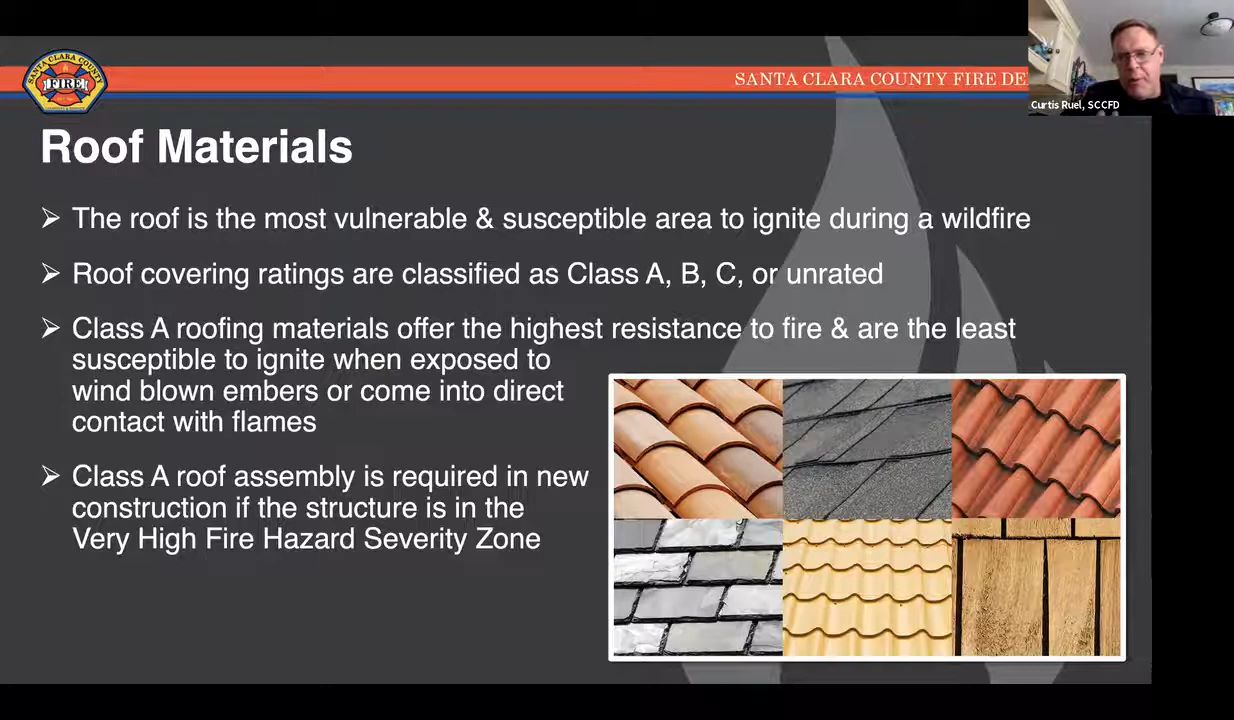 SANTA CLARA COUNTY
FIRE
SANTA CLARA COUNTY FIRE DE
Curtis Ruel, SCCFD
Roof Materials
➢ The roof is the most vulnerable & susceptible area to ignite during a wildfire
➢ Roof covering ratings are classified as Class A, B, C, or unrated
➢ Class A roofing materials offer the highest resistance to fire & are the least
susceptible to ignite when exposed to
wind blown embers or come into direct
contact with flames
➢ Class A roof assembly is required in new
construction if the structure is in the
Very High Fire Hazard Severity Zone